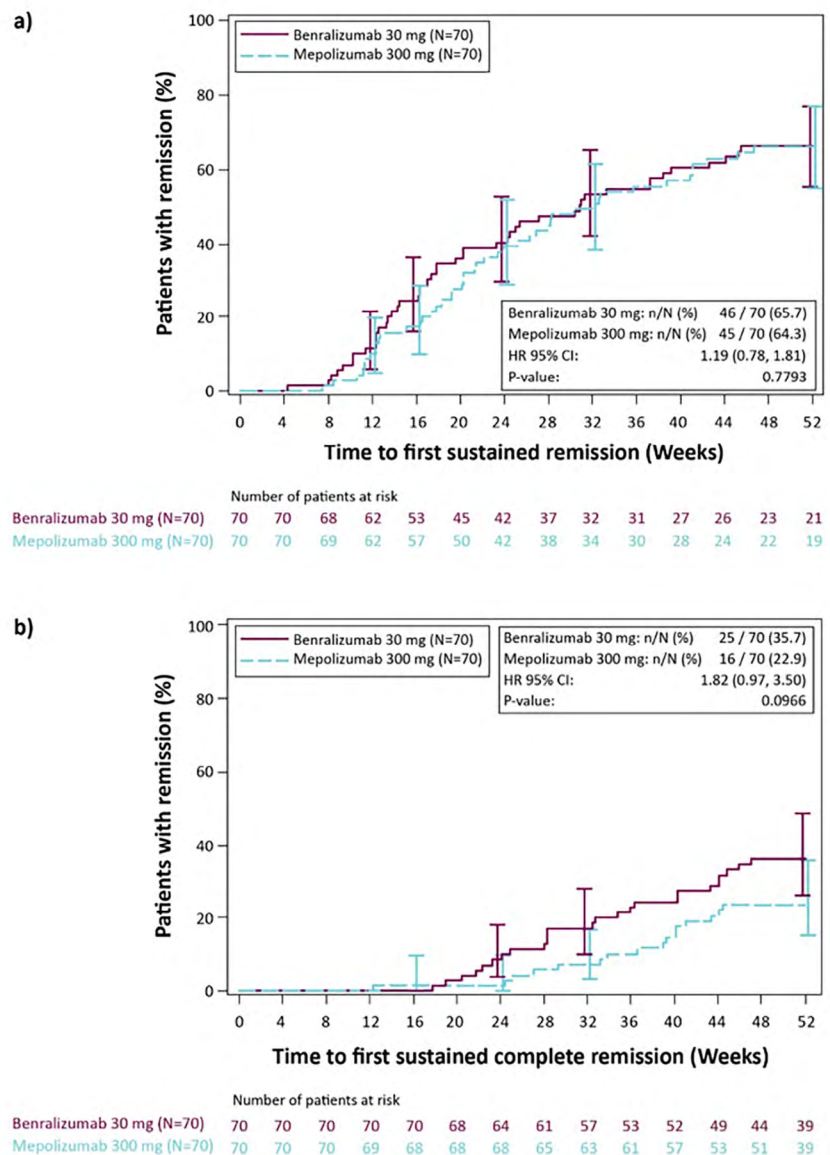 a)
100
80
60
40
20
0
Patients with remission (%)
Benralizumab 30 mg (N=70)
Mepolizumab 300 mg (N=70)
Benralizumab 30 mg: n/N (%) 46 / 70 (65.7)
Mepolizumab 300 mg: n/N (%) 45 / 70 (64.3)
HR 95% CI: 1.19 (0.78, 1.81)
P-value: 0.7793
0 4 8 12 16 20 24 28 32 36 40 44 48 52
Time to first sustained remission (Weeks)
Number of patients at risk
Benralizumab 30 mg (N=70) 70 70 68 62 53 45 42 37 32 31 27 26 23 21
Mepolizumab 300 mg (N=70) 70 70 69 62 57 50 42 38 34 30 28 24 22 19
b)
100
80
60
40
20
0
Patients with remission (%)
Benralizumab 30 mg (N=70)
Mepolizumab 300 mg (N=70)
Benralizumab 30 mg: n/N (%) 25 / 70 (35.7)
Mepolizumab 300 mg: n/N (%) 16 / 70 (22.9)
HR 95% CI: 1.82 (0.97, 3.50)
P-value: 0.0966
0 4 8 12 16 20 24 28 32 36 40 44 48 52
Time to first sustained complete remission (Weeks)
Number of patients at risk
Benralizumab 30 mg (N=70) 70 70 70 70 70 68 64 61 57 53 52 49 44 39
Mepolizumab 300 mg (N=70) 70 70 70 69 68 68 68 65 63 61 57 53 51 39